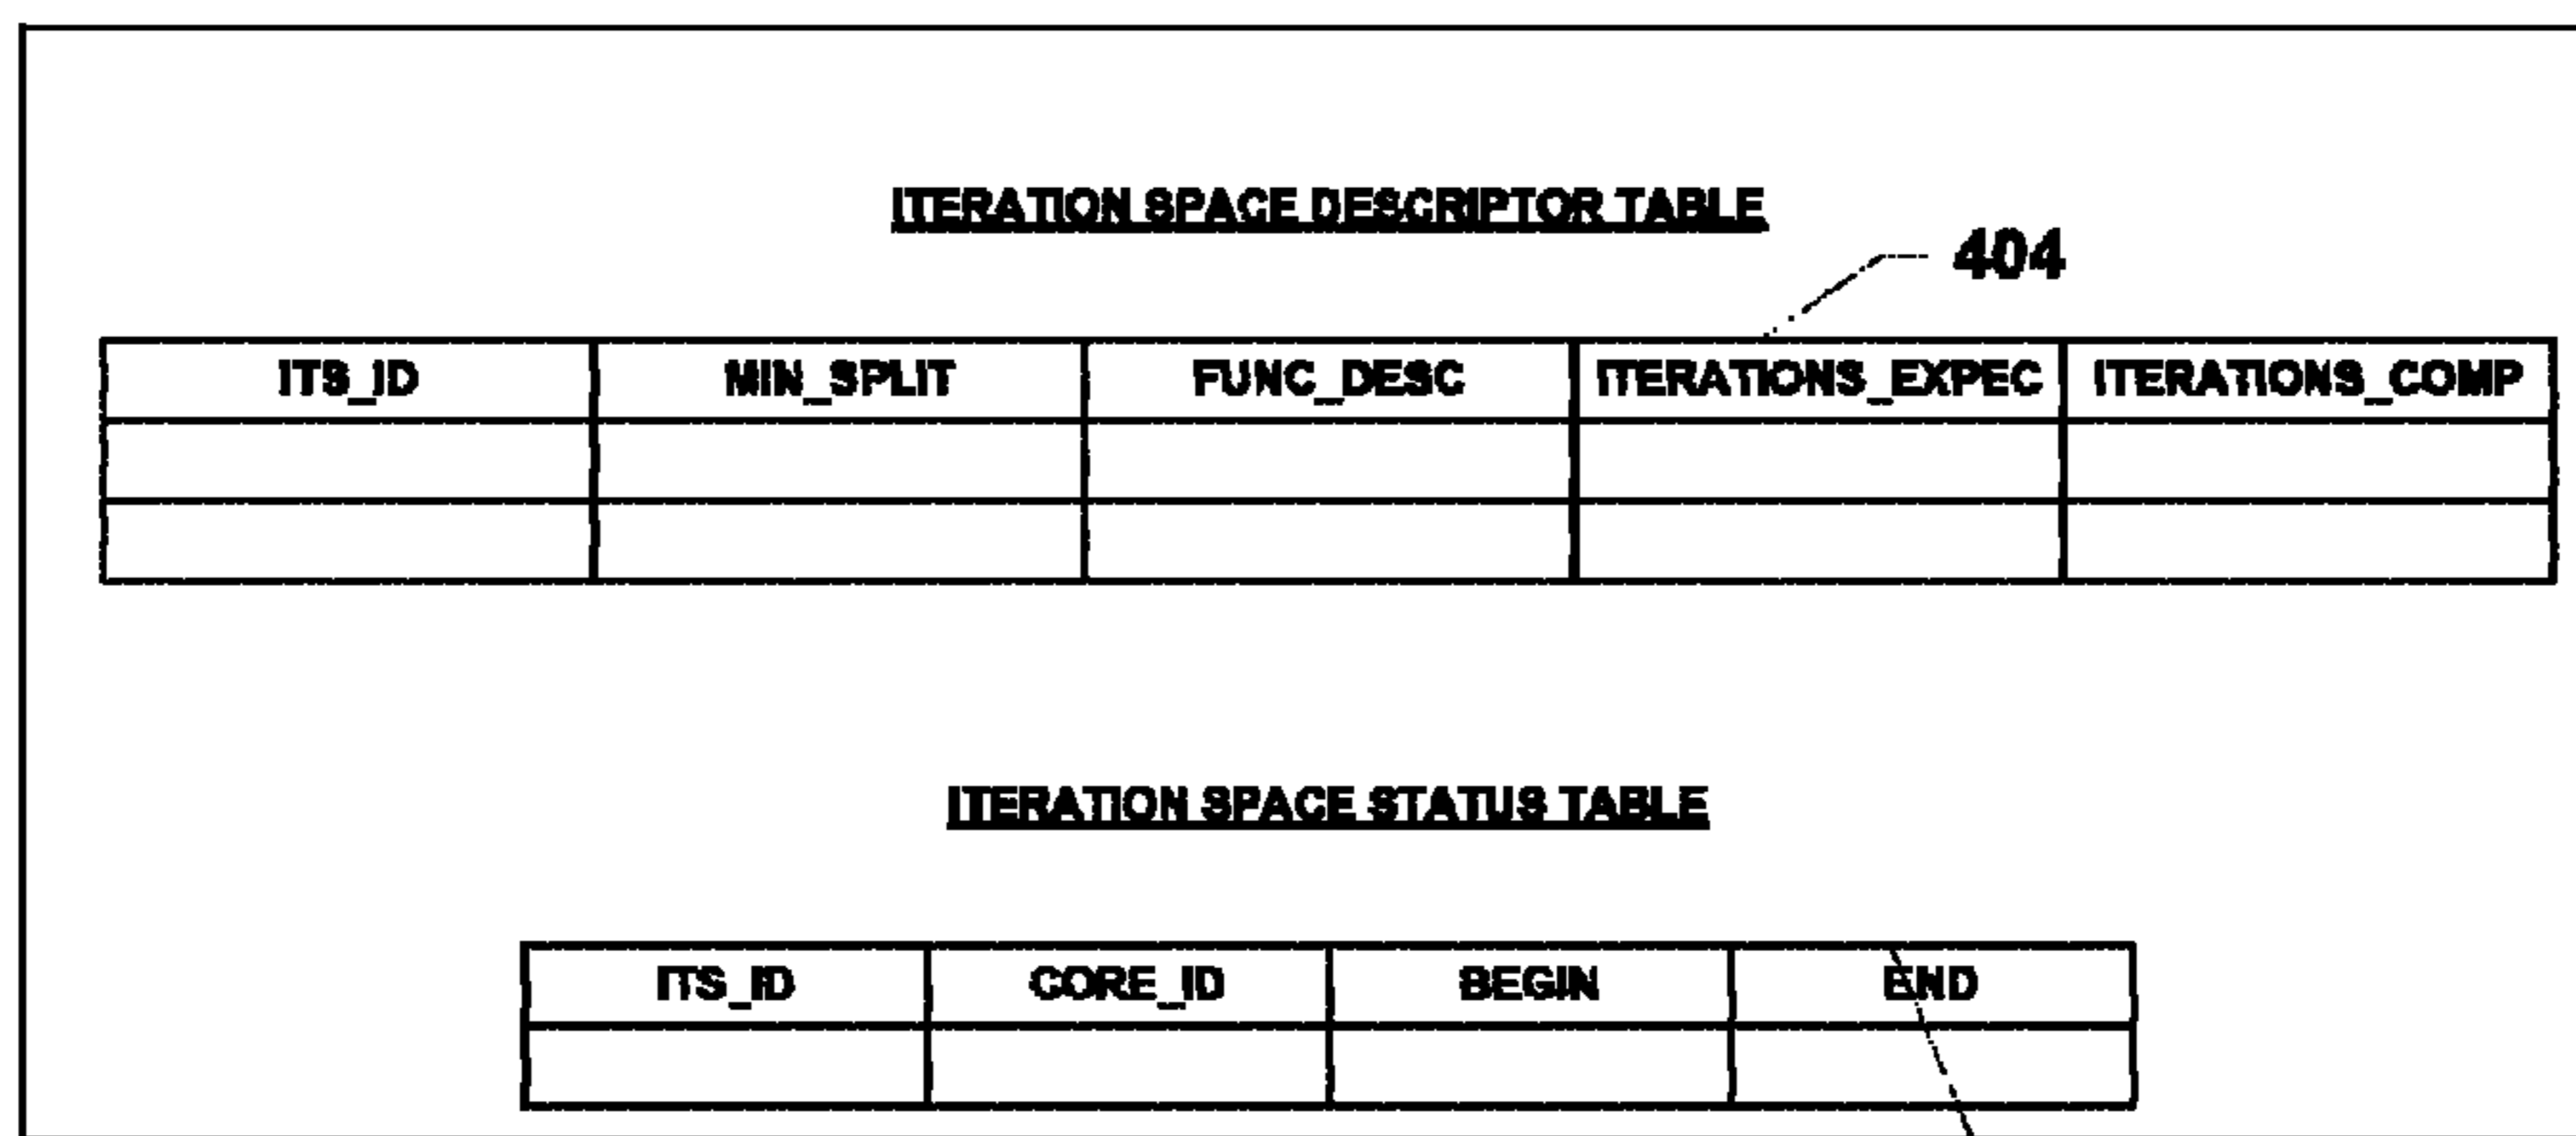 ITERATION SPACE DESCRIPTOR TABLE
404
ITS_ID MIN_SPLIT FUNC_DESC ITERATIONS_EXPEC ITERATIONS_COMP
ITERATION SPACE STATUS TABLE
ITS_ID CORE_ID BEGIN END